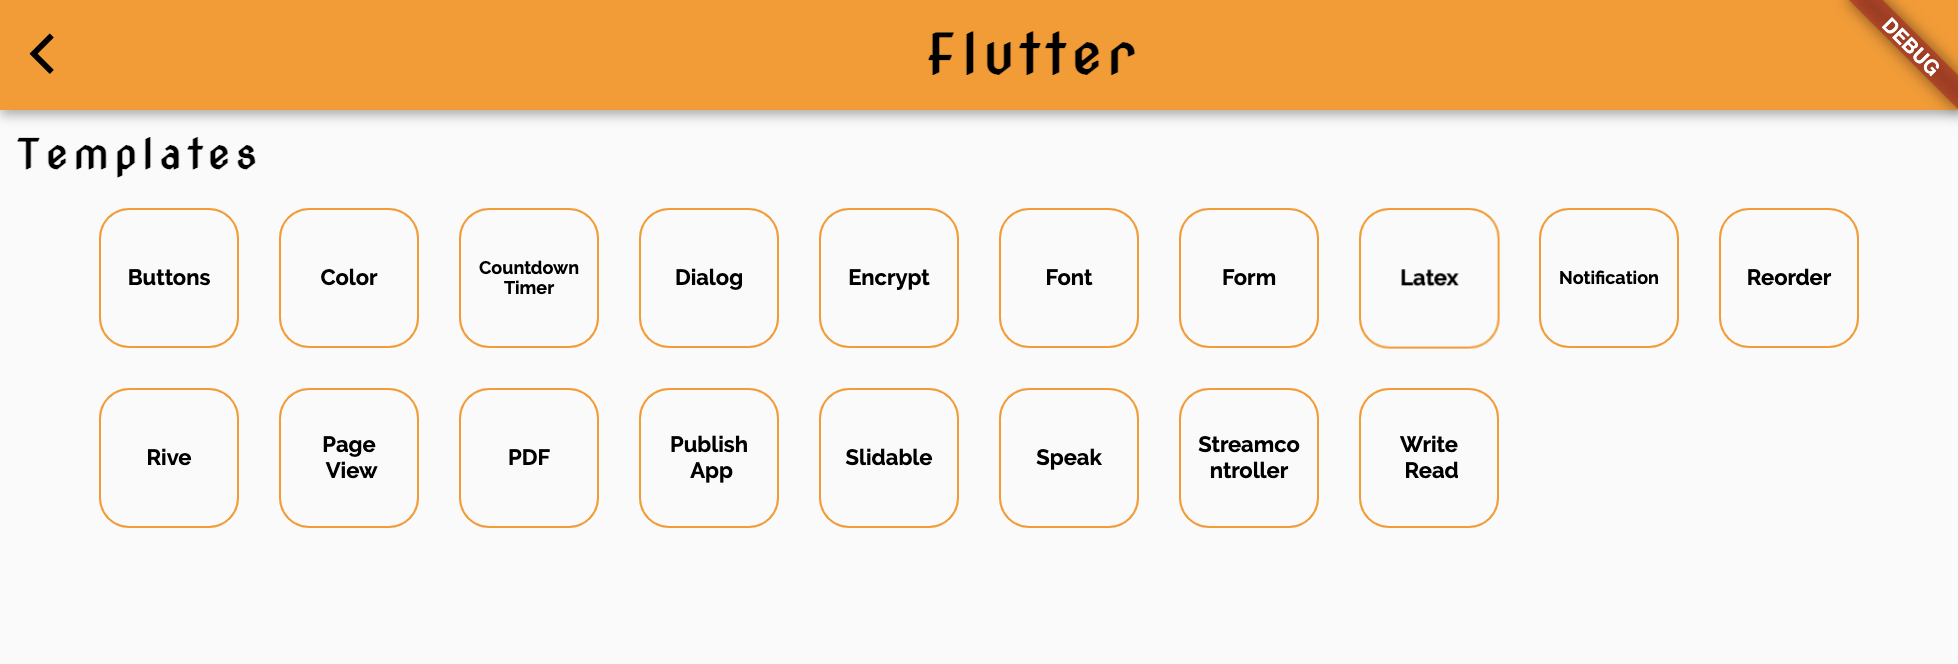 Flutter
DEBUG
Templates
Buttons
Color
Countdown
Timer
Dialog
Encrypt
Font
Form
Latex
Notification
Reorder
Rive
Page
View
PDF
Publish
App
Slidable
Speak
Streamco
ntroller
Write
Read